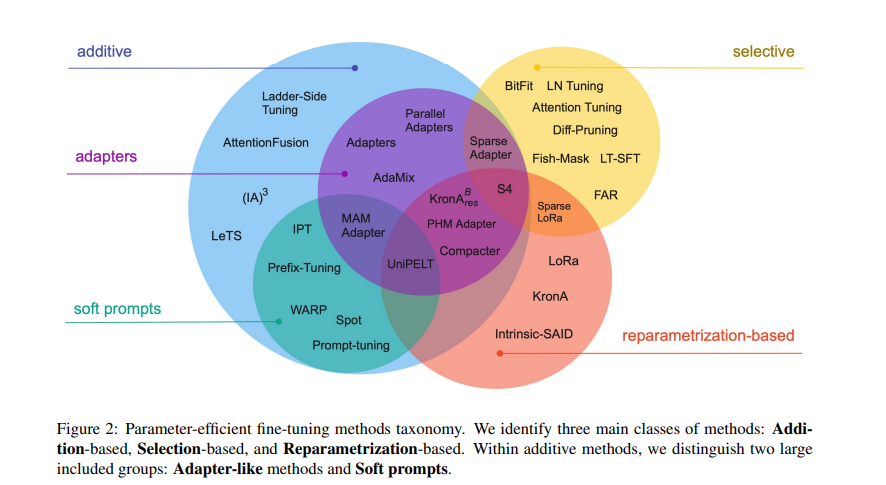 additive
selective
BitFit LN Tuning
Ladder-Side
Tuning
Attention Tuning
Parallel
Adapters
Diff-Pruning
AttentionFusion
Adapters
Sparse
Adapter
adapters
Fish-Mask LT-SFT
AdaMix
(IA)³
KronA^B_res
S4
FAR
Sparse
LoRa
LeTS
IPT
MAM
Adapter
PHM Adapter
Compacter
Prefix-Tuning
UniPELT
LoRa
soft prompts
WARP
Spot
KronA
Prompt-tuning
Intrinsic-SAID
reparametrization-based
Figure 2: Parameter-efficient fine-tuning methods taxonomy. We identify three main classes of methods: Addi-
tion-based, Selection-based, and Reparametrization-based. Within additive methods, we distinguish two large
included groups: Adapter-like methods and Soft prompts.